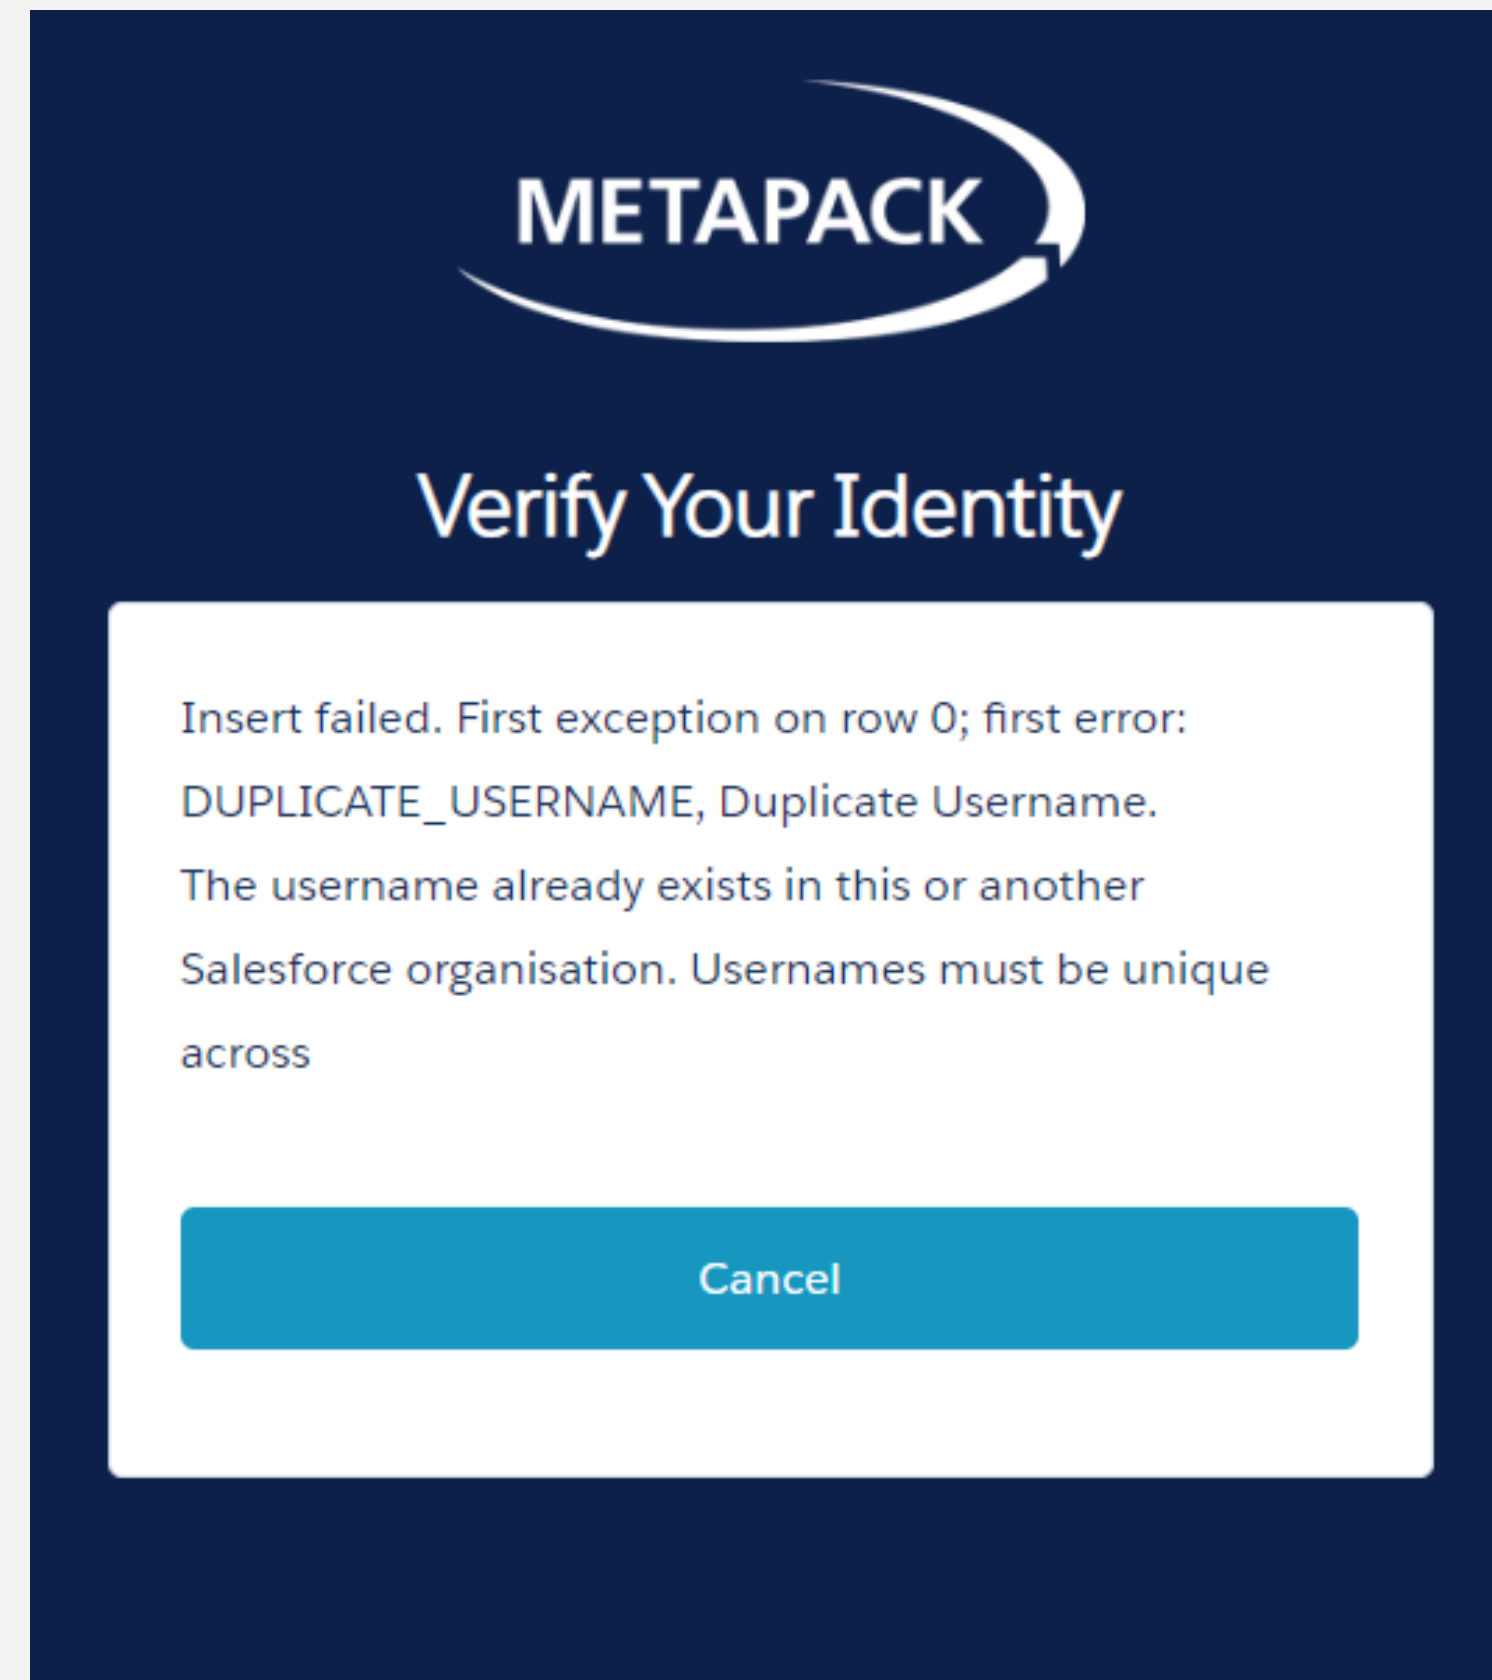 METAPACK
Verify Your Identity
Insert failed. First exception on row 0; first error:
DUPLICATE_USERNAME, Duplicate Username.
The username already exists in this or another
Salesforce organisation. Usernames must be unique
across
Cancel